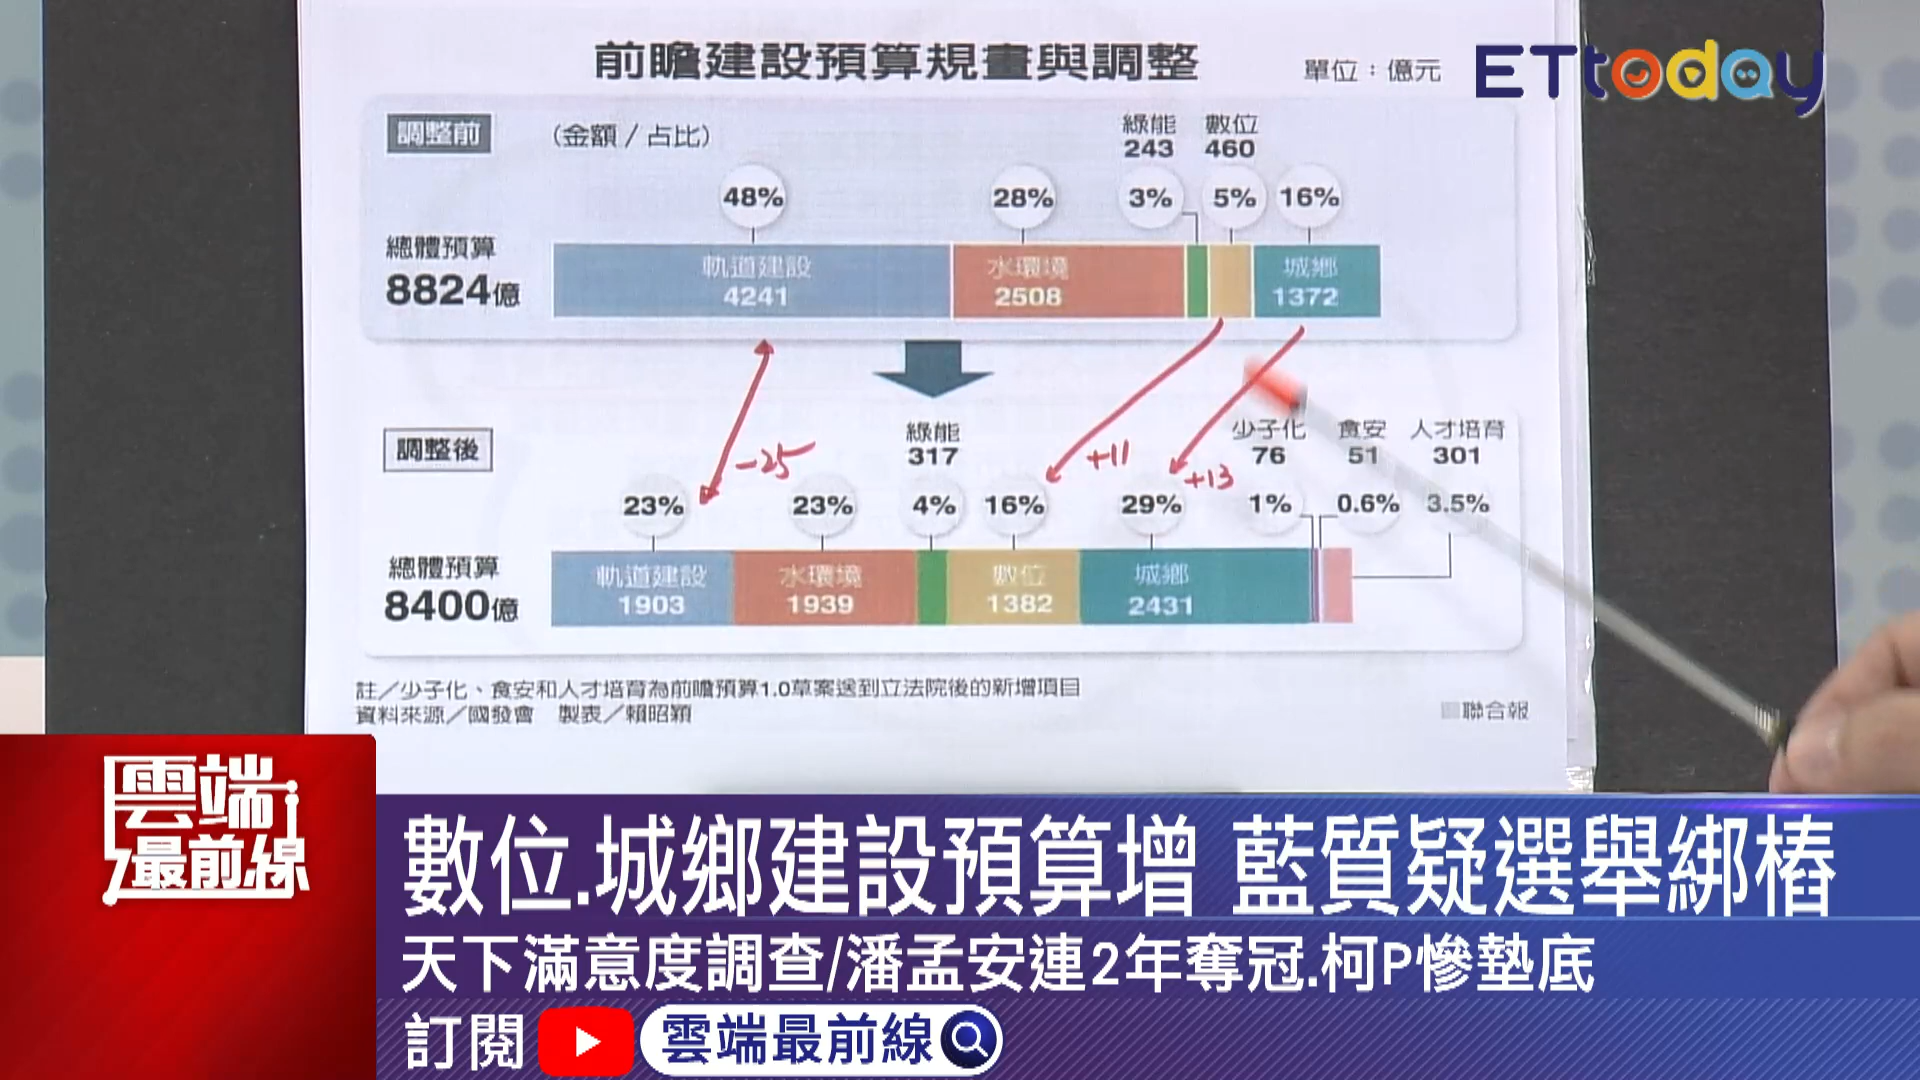 前瞻建設預算規畫與調整
單位：億元
ETtoday
調整前
(金額/占比)
綠能
243
數位
460
48%
28%
3%
5%
16%
總體預算
8824億
軌道建設
4241
水環境
2508
城鄉
1372
-25
+11
+13
調整後
綠能
317
少子化
76
食安
51
人才培育
301
23%
23%
4%
16%
29%
1%
0.6%
3.5%
總體預算
8400億
軌道建設
1903
水環境
1939
數位
1382
城鄉
2431
註／少子化、食安和人才培育為前瞻預算1.0草案送到立法院後的新增項目
資料來源／國發會 製表／賴昭穎
聯合報
雲端
最前線
數位.城鄉建設預算增 藍質疑選舉綁樁
天下滿意度調查/潘孟安連2年奪冠.柯P慘墊底
訂閱
雲端最前線